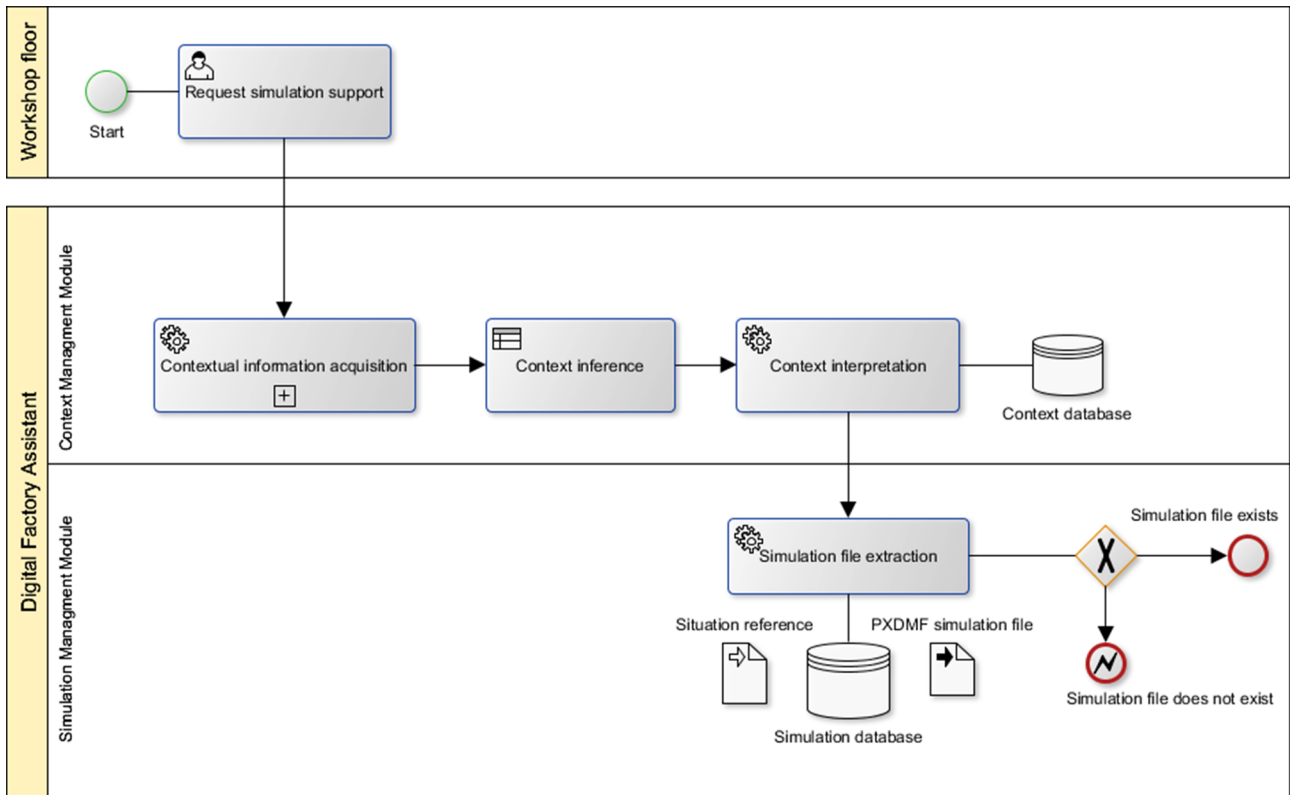 Workshop floor
Request simulation support
Start
Digital Factory Assistant
Context Managment Module
Contextual information acquisition
Context inference
Context interpretation
Context database
Simulation Managment Module
Simulation file exists
Simulation file extraction
Situation reference
PXDMF simulation file
Simulation file does not exist
Simulation database